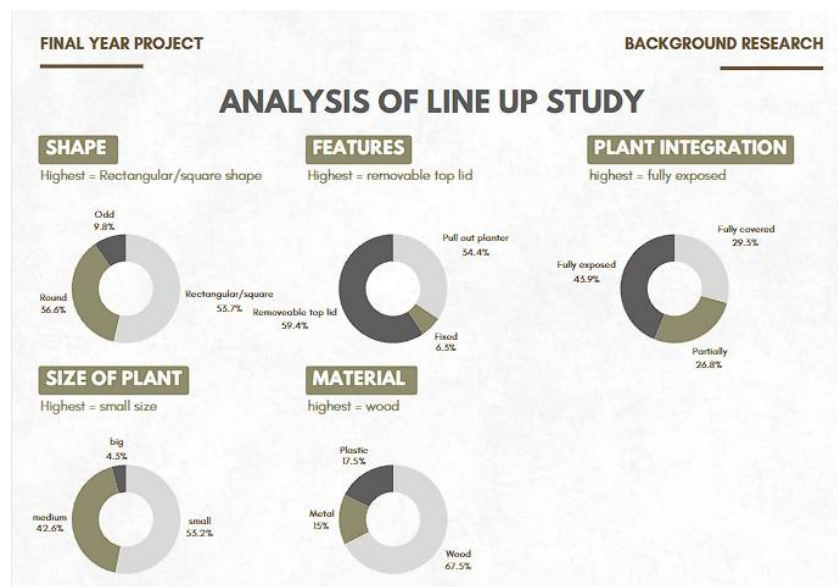 FINAL YEAR PROJECT
BACKGROUND RESEARCH
ANALYSIS OF LINE UP STUDY
SHAPE
Highest = Rectangular/square shape
Odd
9.8%
Round
36.6%
Rectangular/square
53.7%
FEATURES
Highest = removable top lid
Pull out planter
34.4%
Removeable top lid
59.4%
Fixed
6.3%
PLANT INTEGRATION
highest = fully exposed
Fully covered
29.3%
Fully exposed
43.9%
Partially
26.8%
SIZE OF PLANT
Highest = small size
big
4.3%
medium
42.6%
small
53.2%
MATERIAL
highest = wood
Plastic
17.5%
Metal
15%
Wood
67.5%